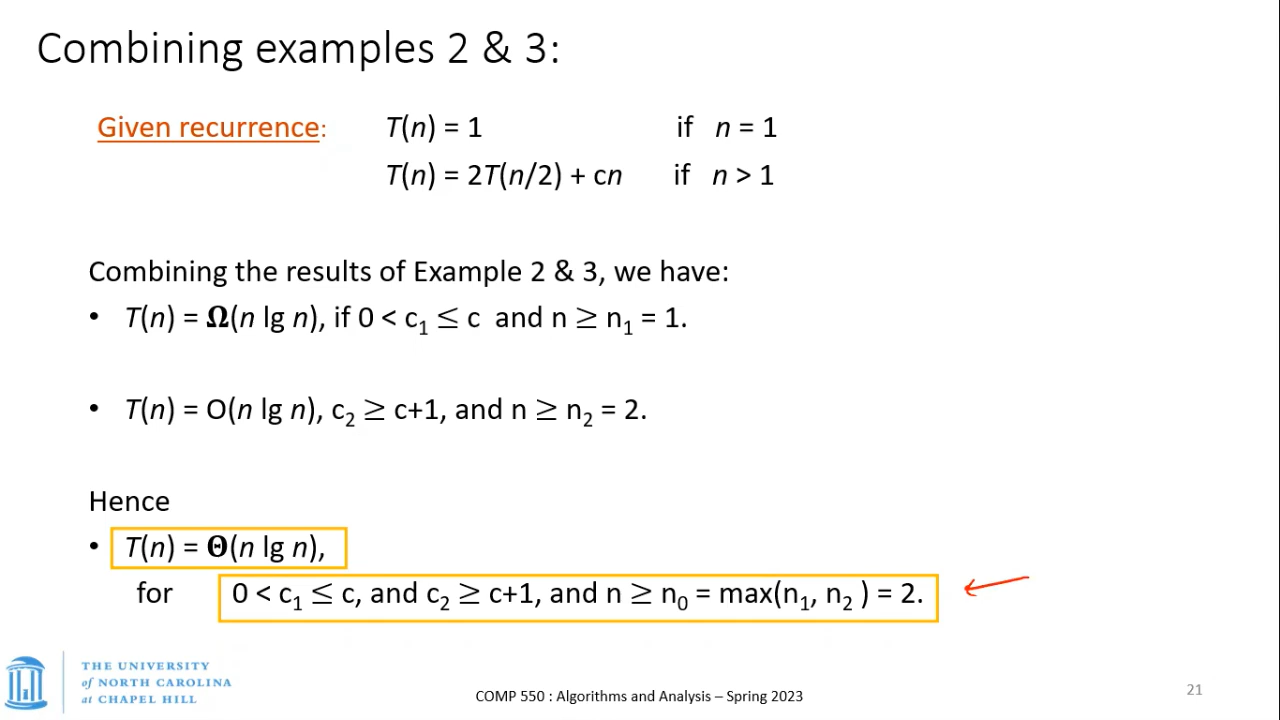 Combining examples 2 & 3:
Given recurrence: T(n) = 1 if n = 1
T(n) = 2T(n/2) + cn if n > 1
Combining the results of Example 2 & 3, we have:
• T(n) = Ω(n lg n), if 0 < c₁ ≤ c and n ≥ n₁ = 1.
• T(n) = O(n lg n), c₂ ≥ c+1, and n ≥ n₂ = 2.
Hence
• T(n) = Θ(n lg n),
for 0 < c₁ ≤ c, and c₂ ≥ c+1, and n ≥ n₀ = max(n₁, n₂ ) = 2.
THE UNIVERSITY
of NORTH CAROLINA
at CHAPEL HILL
COMP 550 : Algorithms and Analysis – Spring 2023
21